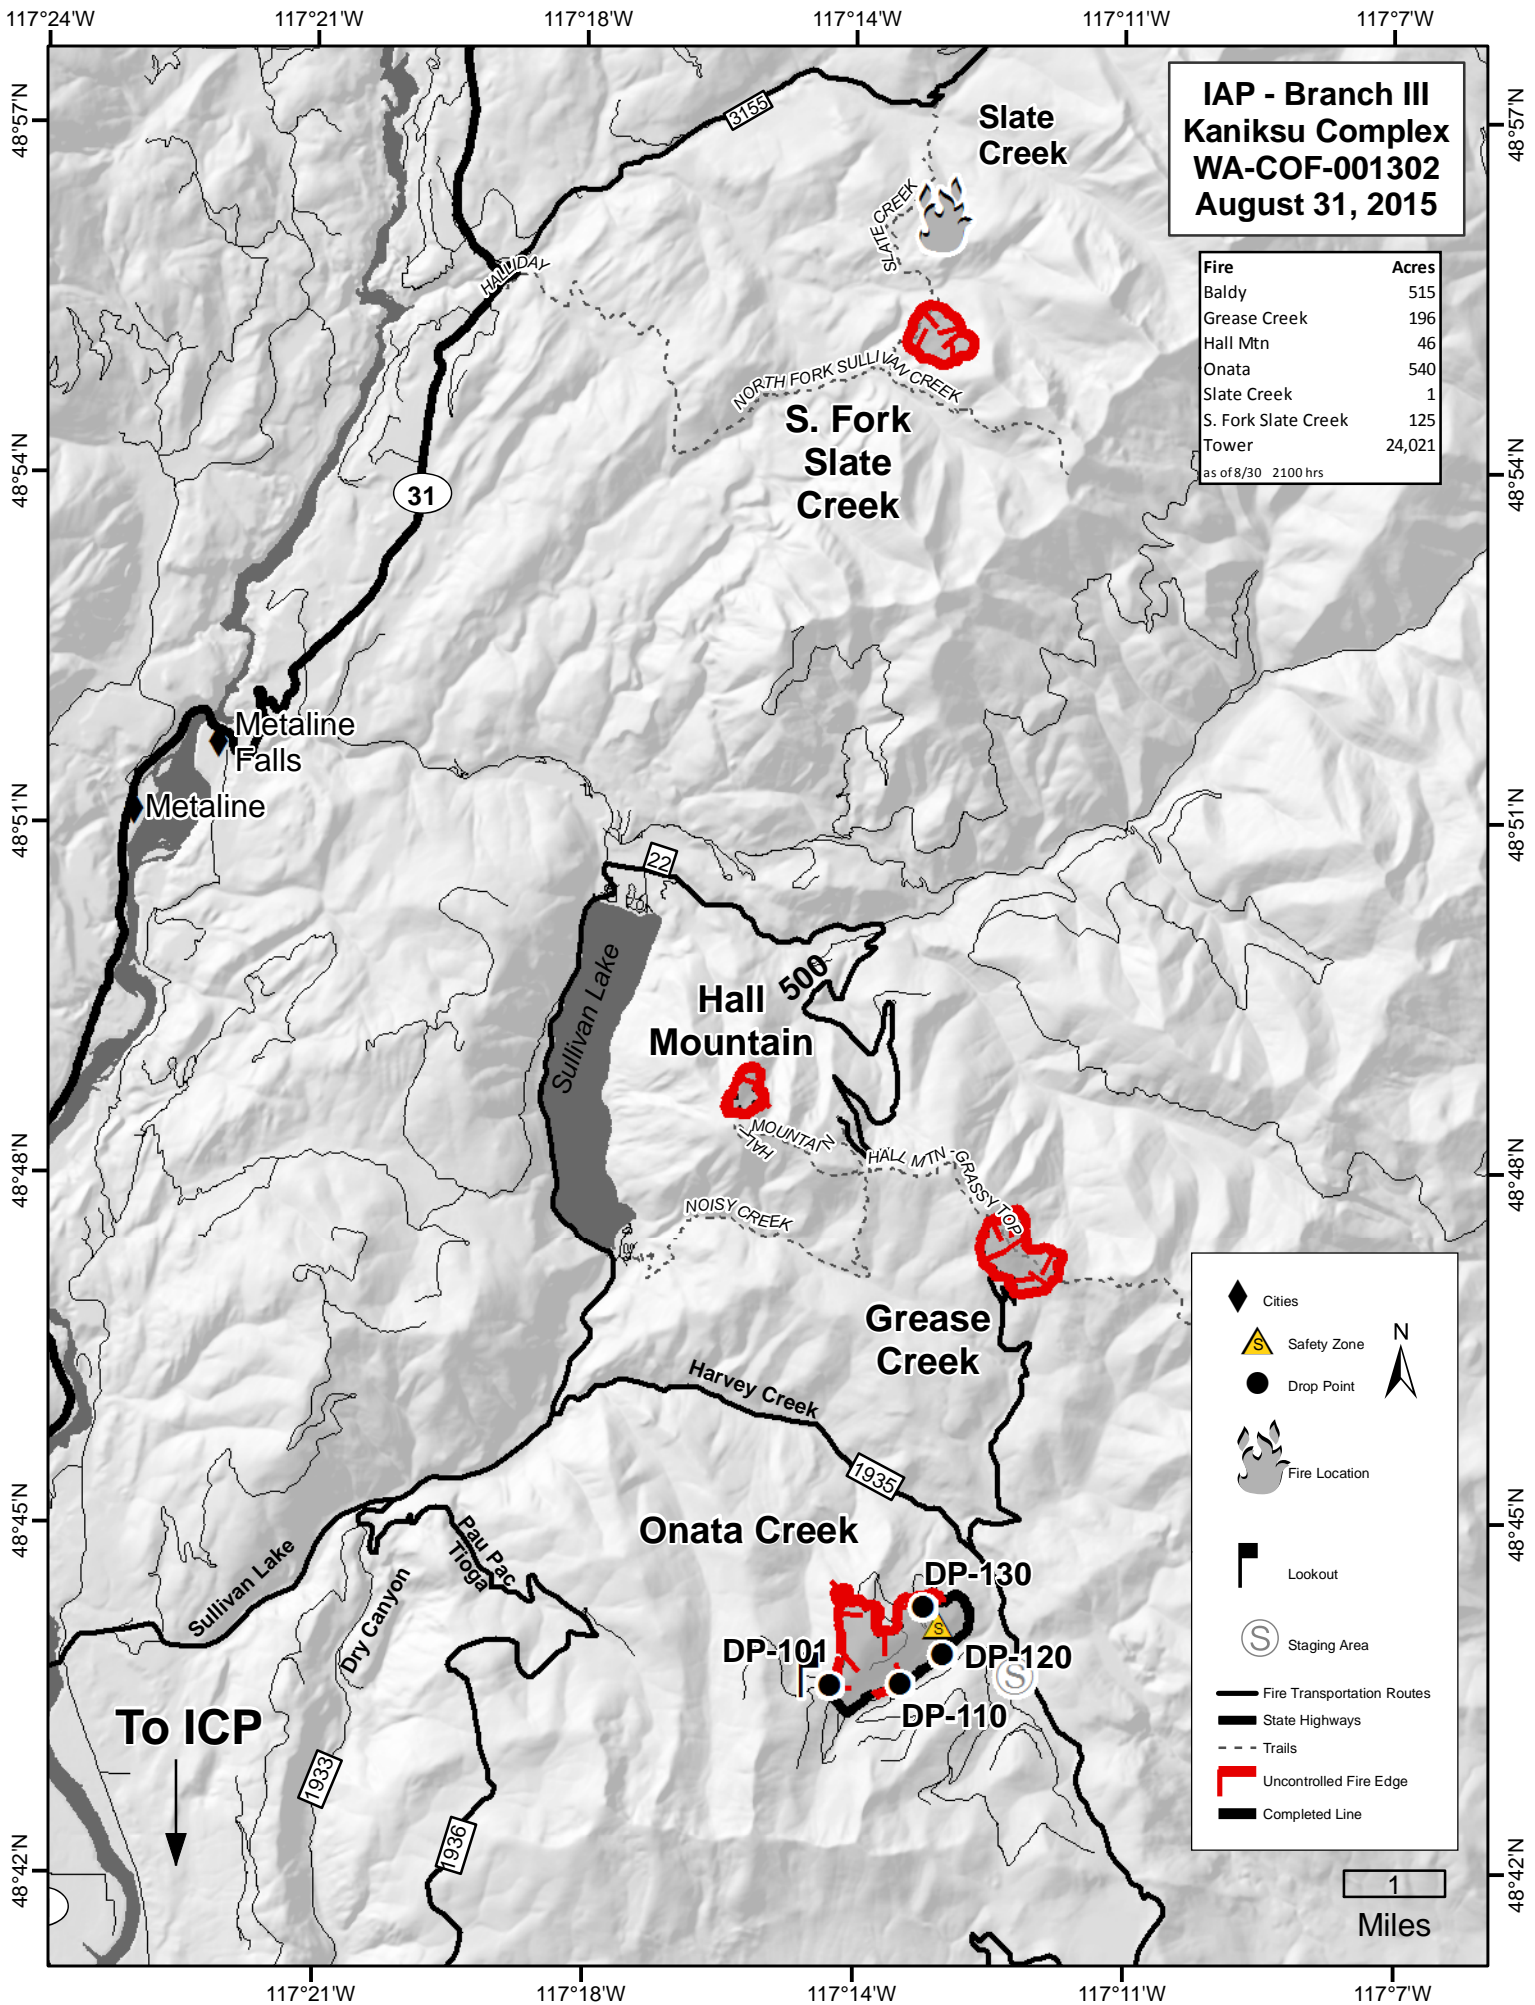 117°24'W 117°21'W 117°18'W 117°14'W 117°11'W 117°7'W
48°57'N
48°57'N
IAP - Branch III
Kaniksu Complex
WA-COF-001302
August 31, 2015
Fire Acres
Baldy 515
Grease Creek 196
Hall Mtn 46
Onata 540
Slate Creek 1
S. Fork Slate Creek 125
Tower 24,021
as of 8/30 2100 hrs
3155
Slate
Creek
SLATE CREEK
HALLIDAY
NORTH FORK SULLIVAN CREEK
S. Fork
Slate
Creek
48°54'N
48°54'N
31
Metaline
Falls
Metaline
48°51'N
48°51'N
22
Sullivan Lake
500
Hall
Mountain
HALL
MOUNTAIN
HALL MTN - GRASSY TOP
NOISY CREEK
48°48'N
48°48'N
Grease
Creek
Harvey Creek
1935
48°45'N
48°45'N
Onata Creek
Sullivan Lake
Dry Canyon
Pau Pac
Tioga
DP-130
DP-101
DP-120
S
S
DP-110
To ICP
1933
1936
48°42'N
48°42'N
Cities
S
Safety Zone
N
Drop Point
Fire Location
Lookout
S
Staging Area
Fire Transportation Routes
State Highways
Trails
Uncontrolled Fire Edge
Completed Line
1
Miles
117°21'W 117°18'W 117°14'W 117°11'W 117°7'W